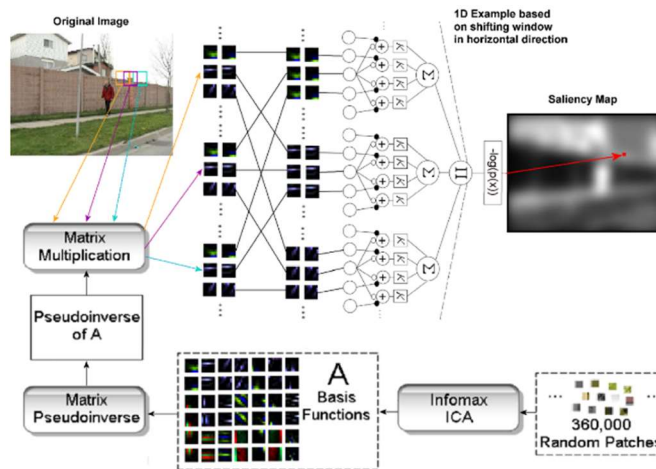 Original Image
1D Example based
on shifting window
in horizontal direction
Saliency Map
Σ
Σ
Π
-log(p(x))
Σ
Matrix
Multiplication
Pseudoinverse
of A
Matrix
Pseudoinverse
A
Basis
Functions
Infomax
ICA
360,000
Random Patches